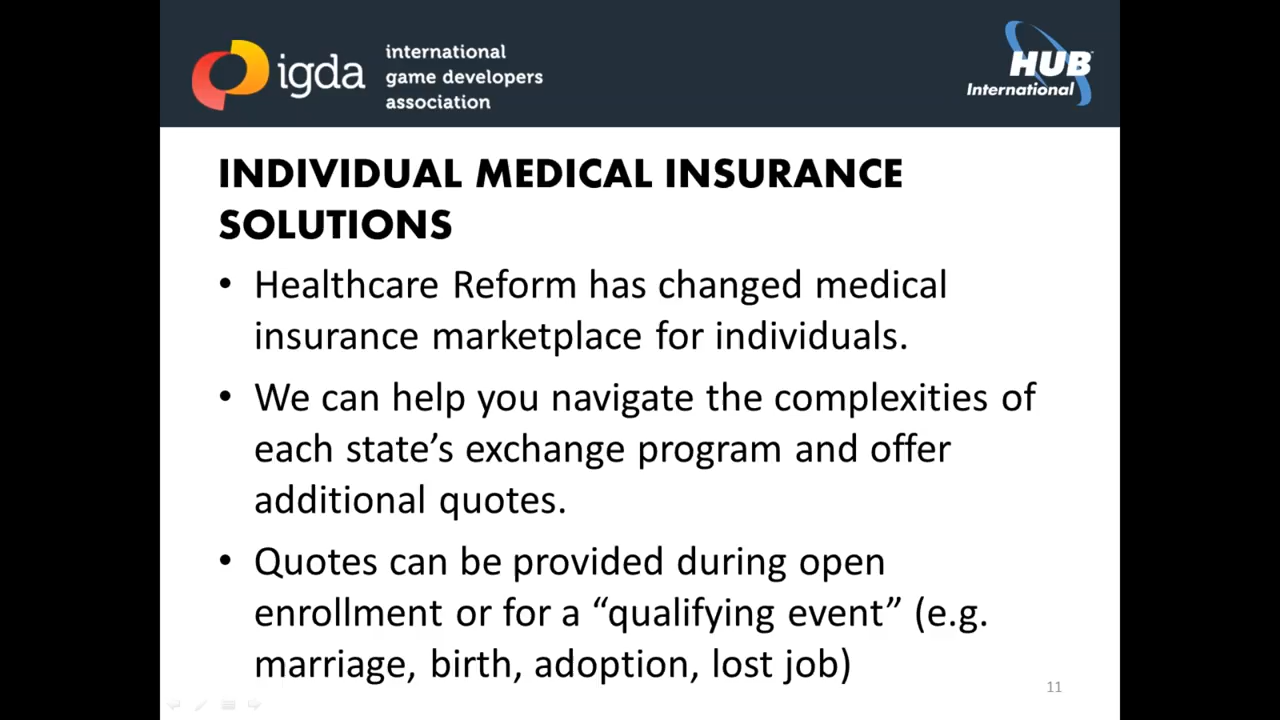 igda
international
game developers
association
HUB
International
INDIVIDUAL MEDICAL INSURANCE
SOLUTIONS
• Healthcare Reform has changed medical
insurance marketplace for individuals.
• We can help you navigate the complexities of
each state’s exchange program and offer
additional quotes.
• Quotes can be provided during open
enrollment or for a “qualifying event” (e.g.
marriage, birth, adoption, lost job)
11